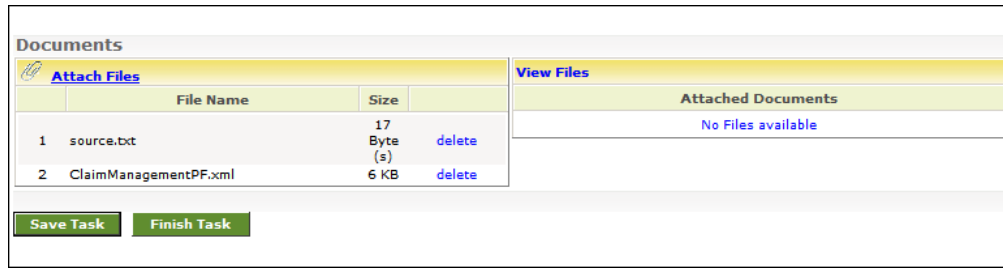 Documents
Attach Files
File Name Size
1 source.txt 17 Byte (s) delete
2 ClaimManagementPF.xml 6 KB delete
View Files
Attached Documents
No Files available
Save Task Finish Task